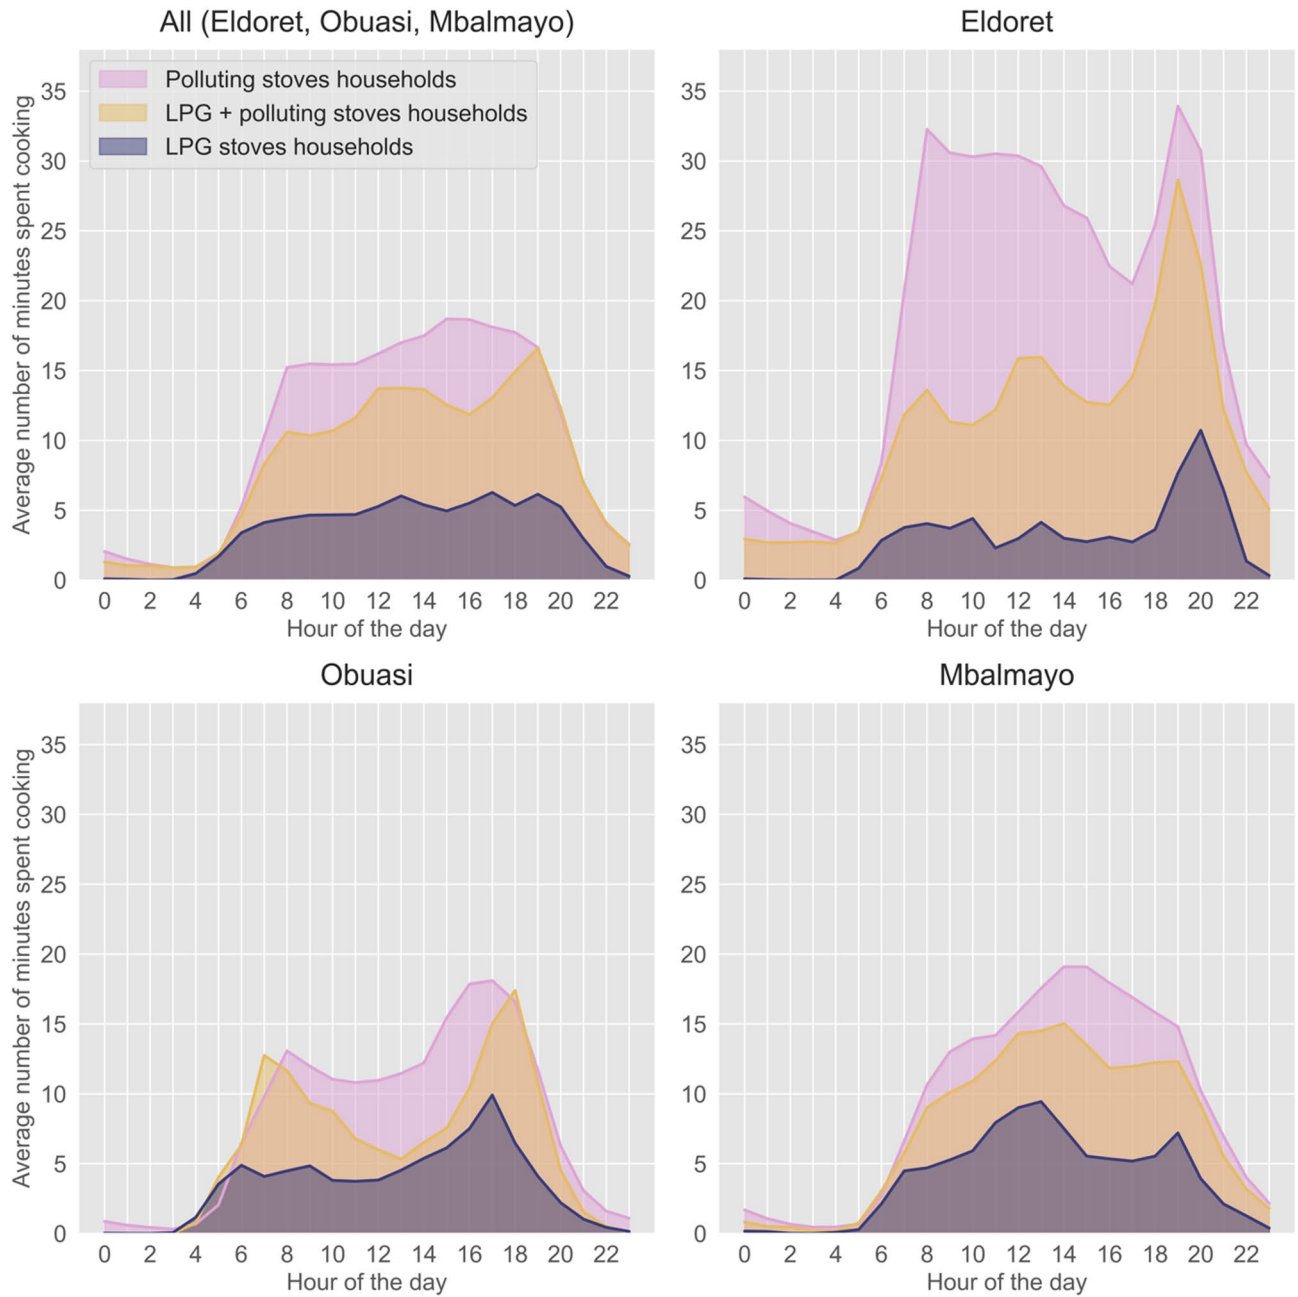 All (Eldoret, Obuasi, Mbalmayo)
Polluting stoves households
LPG + polluting stoves households
LPG stoves households
Average number of minutes spent cooking
35
30
25
20
15
10
5
0
0 2 4 6 8 10 12 14 16 18 20 22
Hour of the day
Eldoret
35
30
25
20
15
10
5
0
0 2 4 6 8 10 12 14 16 18 20 22
Hour of the day
Obuasi
Average number of minutes spent cooking
35
30
25
20
15
10
5
0
0 2 4 6 8 10 12 14 16 18 20 22
Hour of the day
Mbalmayo
35
30
25
20
15
10
5
0
0 2 4 6 8 10 12 14 16 18 20 22
Hour of the day